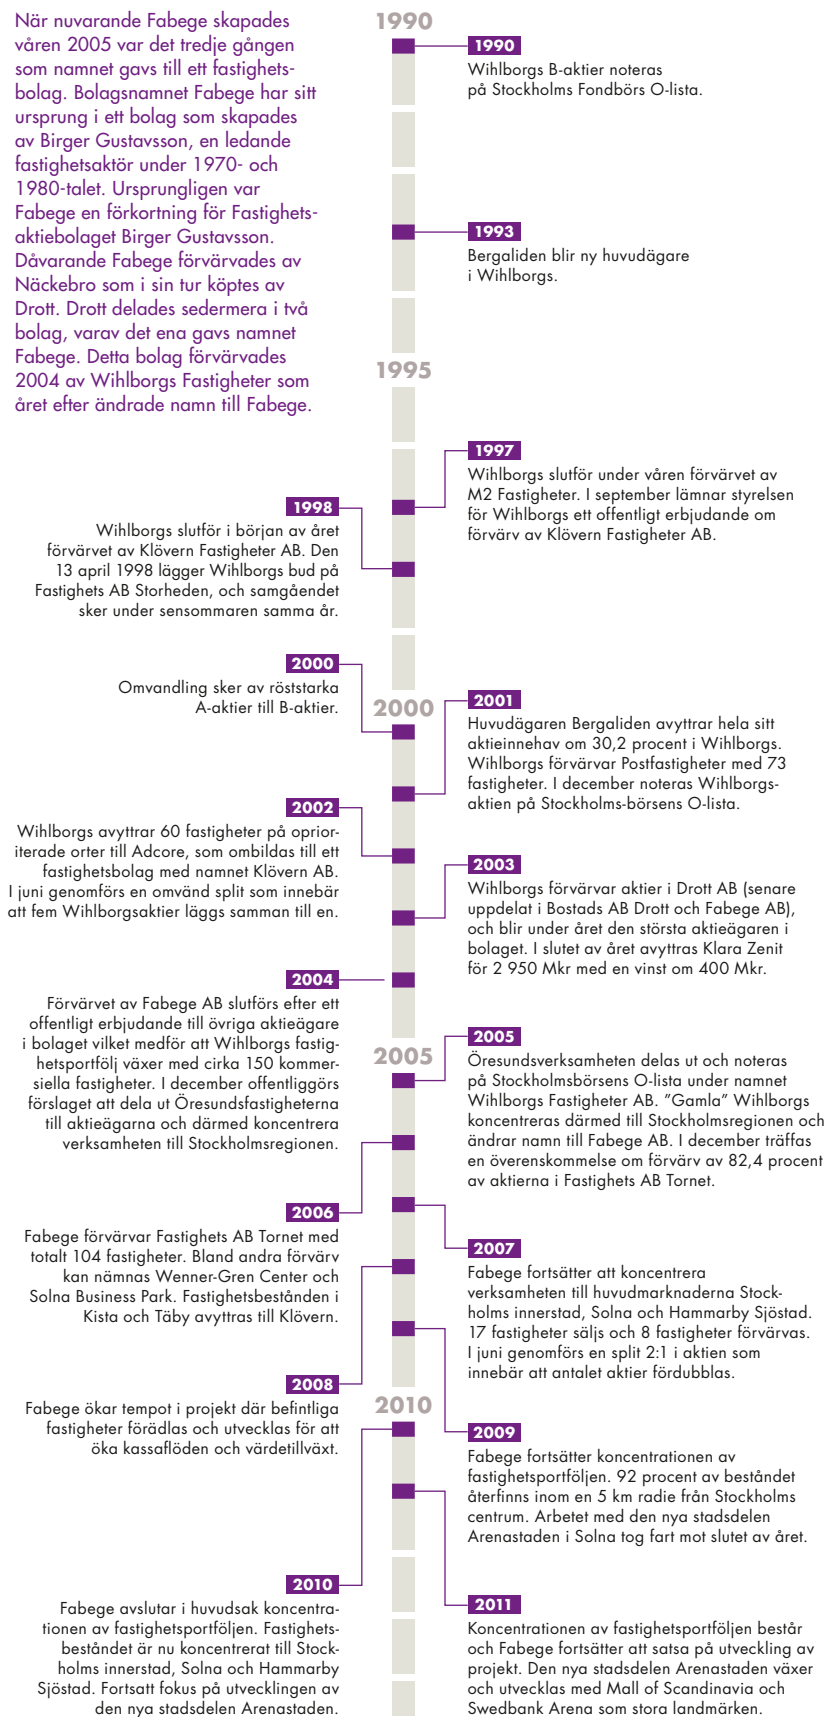 När nuvarande Fabege skapades
våren 2005 var det tredje gången
som namnet gavs till ett fastighets-
bolag. Bolagsnamnet Fabege har sitt
ursprung i ett bolag som skapades
av Birger Gustavsson, en ledande
fastighetsaktör under 1970- och
1980-talet. Ursprungligen var
Fabege en förkortning för Fastighets-
aktiebolaget Birger Gustavsson.
Dåvarande Fabege förvärvades av
Näckebro som i sin tur köptes av
Drott. Drott delades sedermera i två
bolag, varav det ena gavs namnet
Fabege. Detta bolag förvärvades
2004 av Wihlborgs Fastigheter som
året efter ändrade namn till Fabege.
1990
1990
Wihlborgs B-aktier noteras
på Stockholms Fondbörs O-lista.
1993
Bergaliden blir ny huvudägare
i Wihlborgs.
1995
1997
Wihlborgs slutför under våren förvärvet av
M2 Fastigheter. I september lämnar styrelsen
för Wihlborgs ett offentligt erbjudande om
förvärv av Klövern Fastigheter AB.
1998
Wihlborgs slutför i början av året
förvärvet av Klövern Fastigheter AB. Den
13 april 1998 lägger Wihlborgs bud på
Fastighets AB Storheden, och samgåendet
sker under sensommaren samma år.
2000
Omvandling sker av röststarka
A-aktier till B-aktier.
2000
2001
Huvudägaren Bergaliden avyttrar hela sitt
aktieinnehav om 30,2 procent i Wihlborgs.
Wihlborgs förvärvar Postfastigheter med 73
fastigheter. I december noteras Wihlborgs-
aktien på Stockholms-börsens O-lista.
2002
Wihlborgs avyttrar 60 fastigheter på oprior-
iterade orter till Adcore, som ombildas till ett
fastighetsbolag med namnet Klövern AB.
I juni genomförs en omvänd split som innebär
att fem Wihlborgsaktier läggs samman till en.
2003
Wihlborgs förvärvar aktier i Drott AB (senare
uppdelat i Bostads AB Drott och Fabege AB),
och blir under året den största aktieägaren i
bolaget. I slutet av året avyttras Klara Zenit
för 2 950 Mkr med en vinst om 400 Mkr.
2004
Förvärvet av Fabege AB slutförs efter ett
offentligt erbjudande till övriga aktieägare
i bolaget vilket medför att Wihlborgs fastig-
hetsportfölj växer med cirka 150 kommer-
siella fastigheter. I december offentliggörs
förslaget att dela ut Öresundsfastigheterna
till aktieägarna och därmed koncentrera
verksamheten till Stockholmsregionen.
2005
2005
Öresundsverksamheten delas ut och noteras
på Stockholmsbörsens O-lista under namnet
Wihlborgs Fastigheter AB. ”Gamla” Wihlborgs
koncentreras därmed till Stockholmsregionen och
ändrar namn till Fabege AB. I december träffas
en överenskommelse om förvärv av 82,4 procent
av aktierna i Fastighets AB Tornet.
2006
Fabege förvärvar Fastighets AB Tornet med
totalt 104 fastigheter. Bland andra förvärv
kan nämnas Wenner-Gren Center och
Solna Business Park. Fastighetsbestånden i
Kista och Täby avyttras till Klövern.
2007
Fabege fortsätter att koncentrera
verksamheten till huvudmarknaderna Stock-
holms innerstad, Solna och Hammarby Sjöstad.
17 fastigheter säljs och 8 fastigheter förvärvas.
I juni genomförs en split 2:1 i aktien som
innebär att antalet aktier fördubblas.
2008
Fabege ökar tempot i projekt där befintliga
fastigheter förädlas och utvecklas för att
öka kassaflöden och värdetillväxt.
2010
2009
Fabege fortsätter koncentrationen av
fastighetsportföljen. 92 procent av beståndet
återfinns inom en 5 km radie från Stockholms
centrum. Arbetet med den nya stadsdelen
Arenastaden i Solna tog fart mot slutet av året.
2010
Fabege avslutar i huvudsak koncentra-
tionen av fastighetsportföljen. Fastighets-
beståndet är nu koncentrerat till Stock-
holms innerstad, Solna och Hammarby
Sjöstad. Fortsatt fokus på utvecklingen av
den nya stadsdelen Arenastaden.
2011
Koncentrationen av fastighetsportföljen består
och Fabege fortsätter att satsa på utveckling av
projekt. Den nya stadsdelen Arenastaden växer
och utvecklas med Mall of Scandinavia och
Swedbank Arena som stora landmärken.